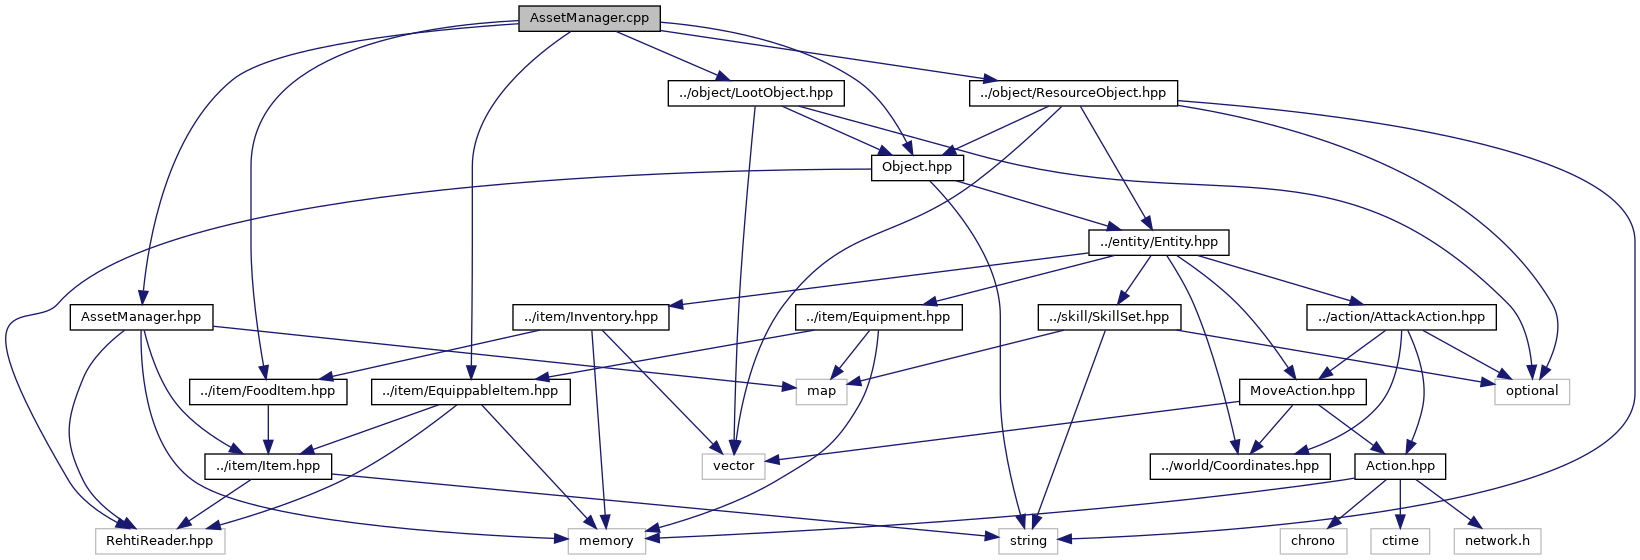 AssetManager.cpp
../object/LootObject.hpp
../object/ResourceObject.hpp
Object.hpp
../entity/Entity.hpp
AssetManager.hpp
../item/Inventory.hpp
../item/Equipment.hpp
../skill/SkillSet.hpp
../action/AttackAction.hpp
../item/FoodItem.hpp
../item/EquippableItem.hpp
map
MoveAction.hpp
optional
../item/Item.hpp
vector
../world/Coordinates.hpp
Action.hpp
RehtiReader.hpp
memory
string
chrono
ctime
network.h